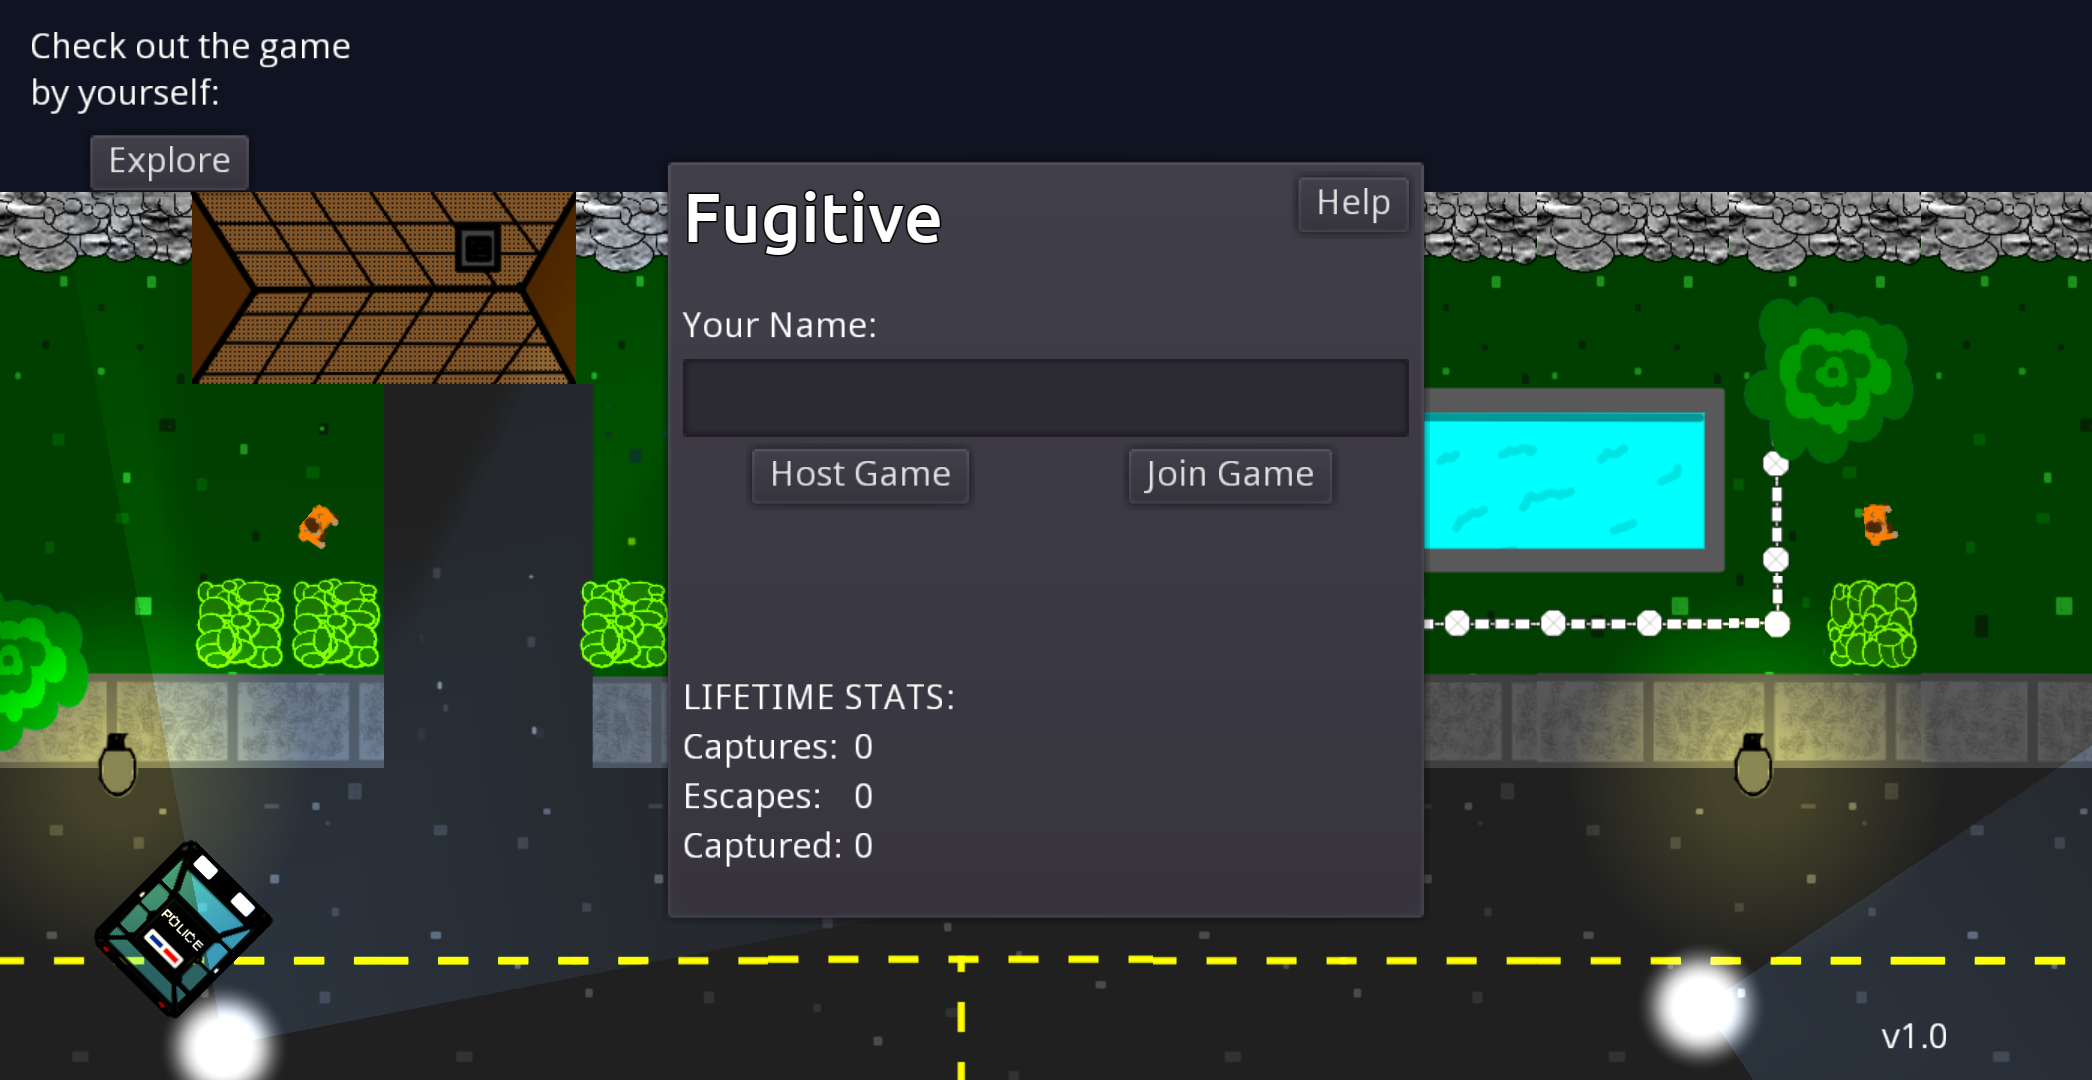 Check out the game
by yourself:
Explore
Fugitive
Help
Your Name:
Host Game
Join Game
LIFETIME STATS:
Captures: 0
Escapes: 0
Captured: 0
POLICE
v1.0